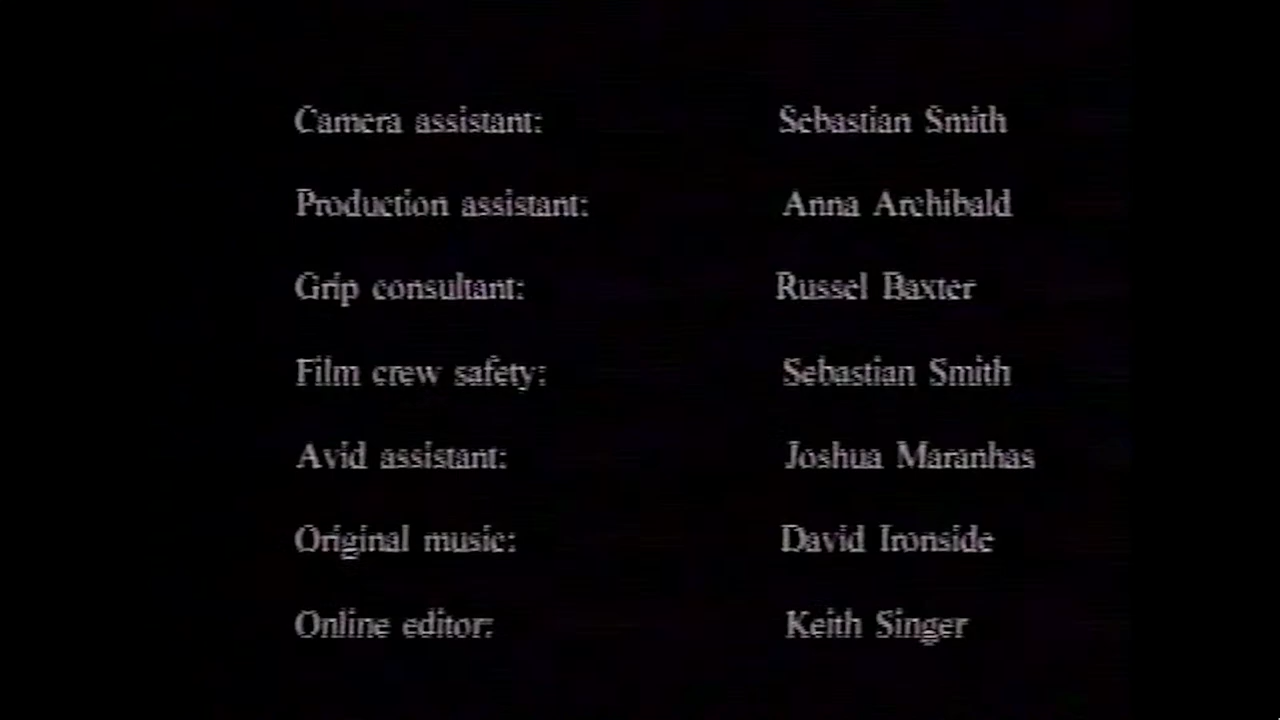 Camera assistant: Sebastian Smith
Production assistant: Anna Archibald
Grip consultant: Russel Baxter
Film crew safety: Sebastian Smith
Avid assistant: Joshua Maranhas
Original music: David Ironside
Online editor: Keith Singer